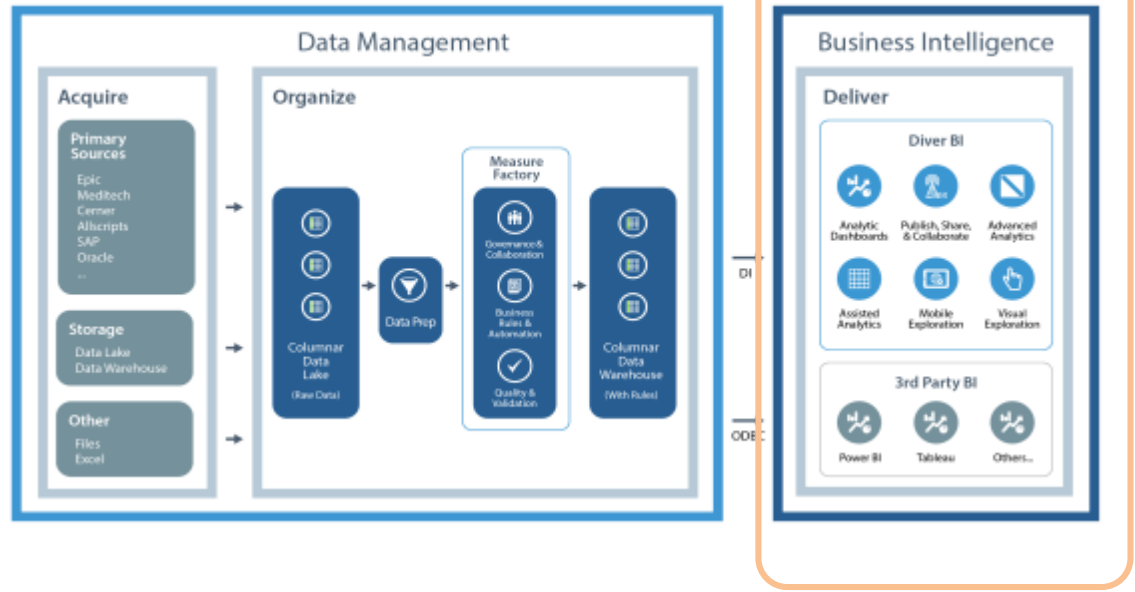 Data Management
Acquire
Primary
Sources
Epic
Meditech
Cerner
Allscripts
SAP
Oracle
...
Storage
Data Lake
Data Warehouse
Other
Files
Excel
Organize
Columnar
Data
Lake
(Raw Data)
Data Prep
Measure
Factory
Governance &
Collaboration
Business
Rules &
Automation
Quality &
Validation
Columnar
Data
Warehouse
(With Rules)
DI
ODBC
Business Intelligence
Deliver
Diver BI
Analytic
Dashboards
Publish, Share,
& Collaborate
Advanced
Analytics
Assisted
Analytics
Mobile
Exploration
Visual
Exploration
3rd Party BI
Power BI
Tableau
Others...